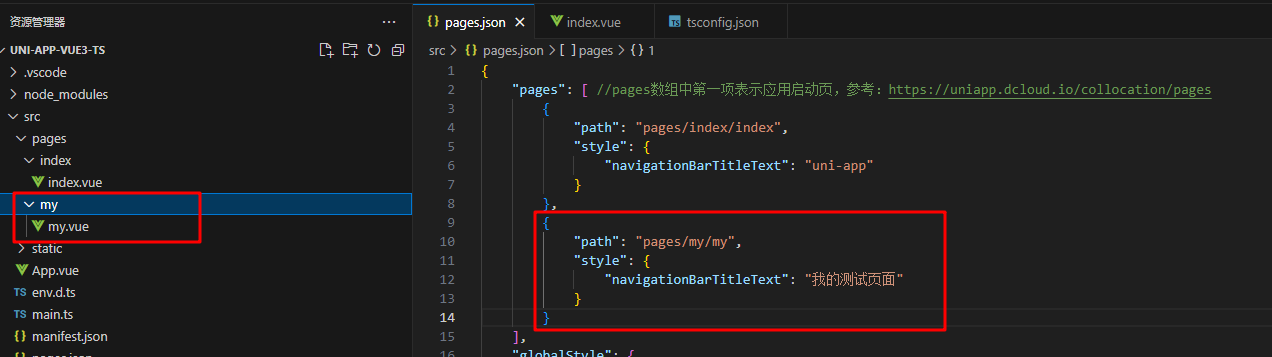 资源管理器
···
UNI-APP-VUE3-TS
.vscode
node_modules
src
pages
index
index.vue
my
my.vue
static
App.vue
TS env.d.ts
TS main.ts
{} manifest.json
{} pages.json ×
index.vue
TS tsconfig.json
src > {} pages.json > [ ] pages > {} 1
1 {
2 "pages": [ //pages数组中第一项表示应用启动页，参考：https://uniapp.dcloud.io/collocation/pages
3 {
4 "path": "pages/index/index",
5 "style": {
6 "navigationBarTitleText": "uni-app"
7 }
8 },
9 {
10 "path": "pages/my/my",
11 "style": {
12 "navigationBarTitleText": "我的测试页面"
13 }
14 }
15 ],
"globalStyle": {